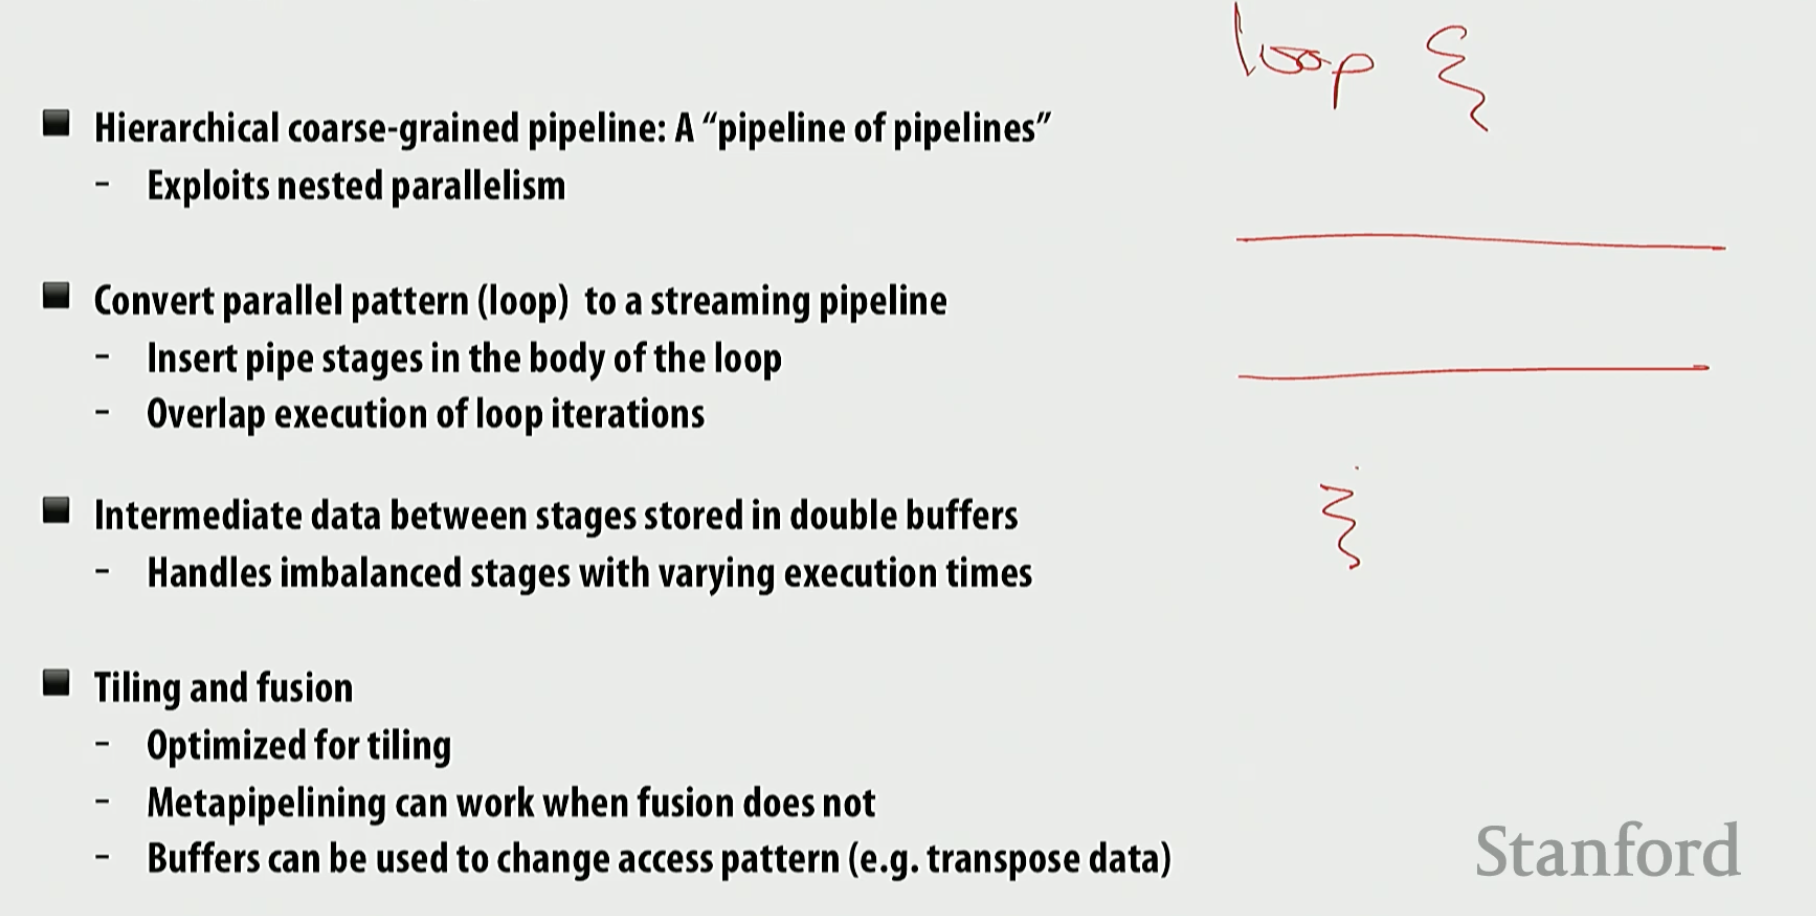 loop {
■ Hierarchical coarse-grained pipeline: A “pipeline of pipelines”
- Exploits nested parallelism
■ Convert parallel pattern (loop) to a streaming pipeline
- Insert pipe stages in the body of the loop
- Overlap execution of loop iterations
■ Intermediate data between stages stored in double buffers
- Handles imbalanced stages with varying execution times
}
■ Tiling and fusion
- Optimized for tiling
- Metapipelining can work when fusion does not
- Buffers can be used to change access pattern (e.g. transpose data)
Stanford